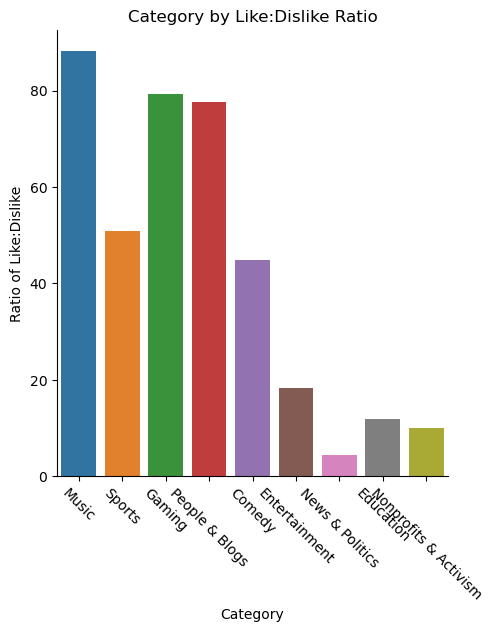 Category by Like:Dislike Ratio
Ratio of Like:Dislike
80
60
40
20
0
Music
Sports
Gaming
People & Blogs
Comedy
Entertainment
News & Politics
Education
Nonprofits & Activism
Category